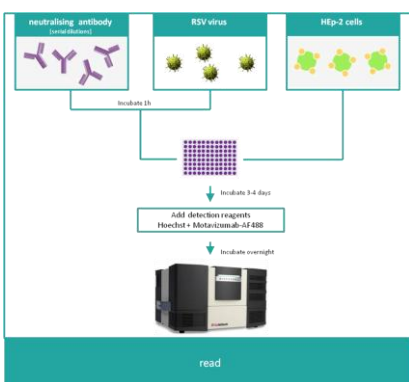 neutralising antibody
(serial dilutions)
RSV virus
HEp-2 cells
Incubate 1h
Incubate 3-4 days
Add detection reagents
Hoechst + Motavizumab-AF488
Incubate overnight
read